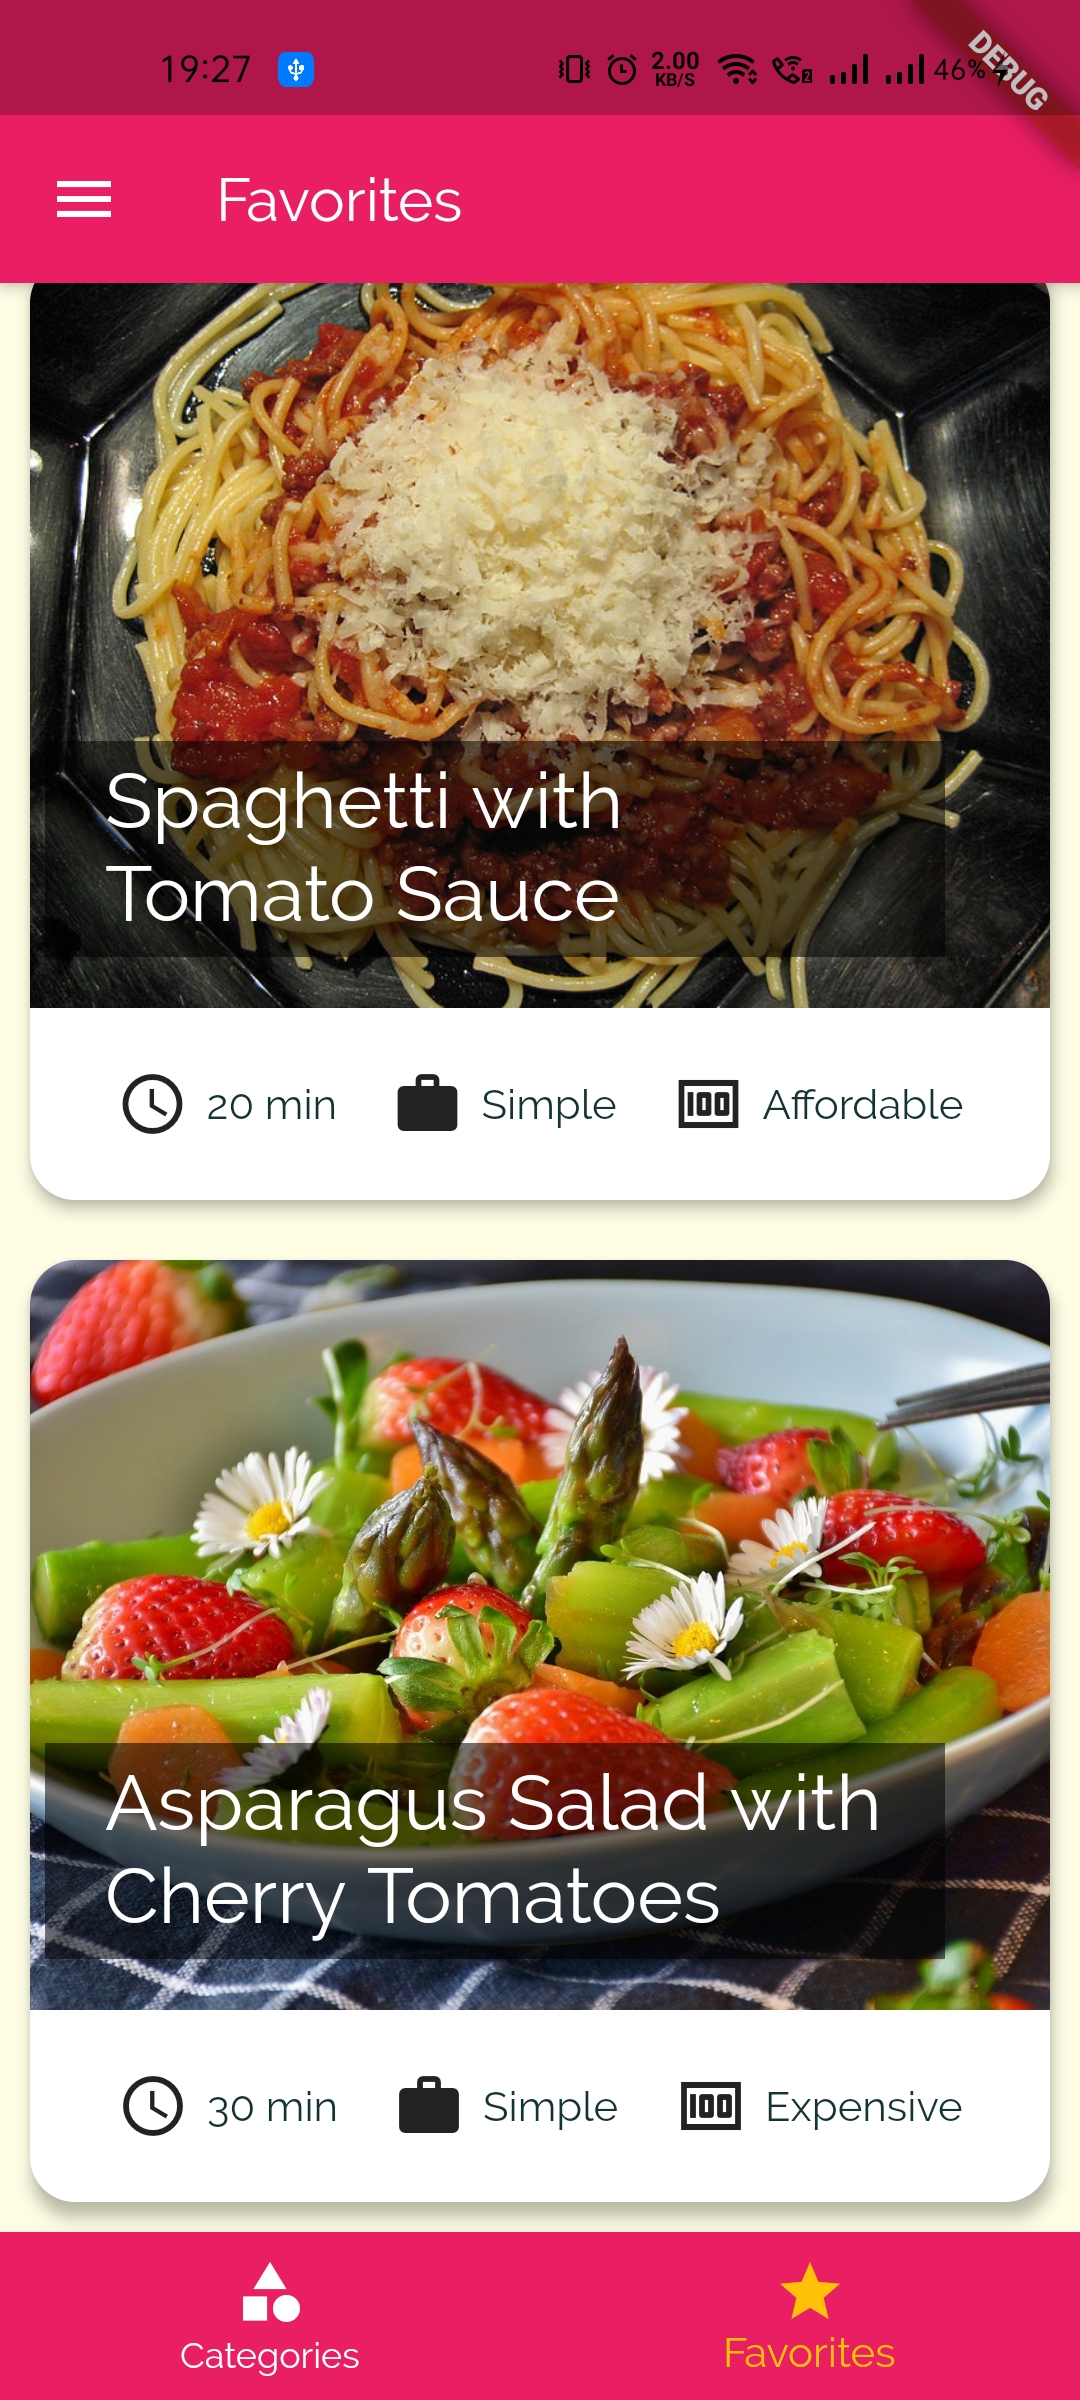 19:27
2.00
KB/S
2
46%
DEBUG
Favorites
Spaghetti with
Tomato Sauce
20 min
Simple
100
Affordable
Asparagus Salad with
Cherry Tomatoes
30 min
Simple
100
Expensive
Categories
Favorites